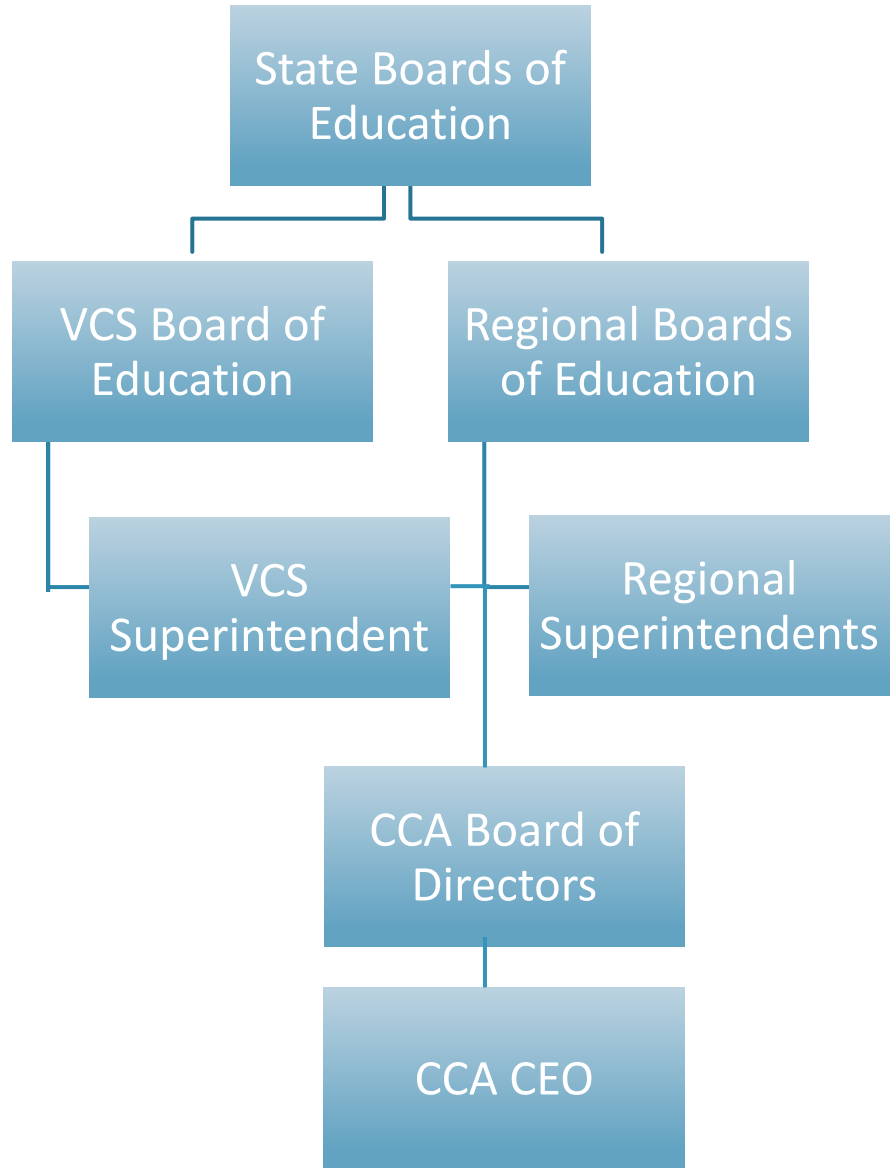 State Boards of
Education
VCS Board of
Education
Regional Boards
of Education
VCS
Superintendent
Regional
Superintendents
CCA Board of
Directors
CCA CEO